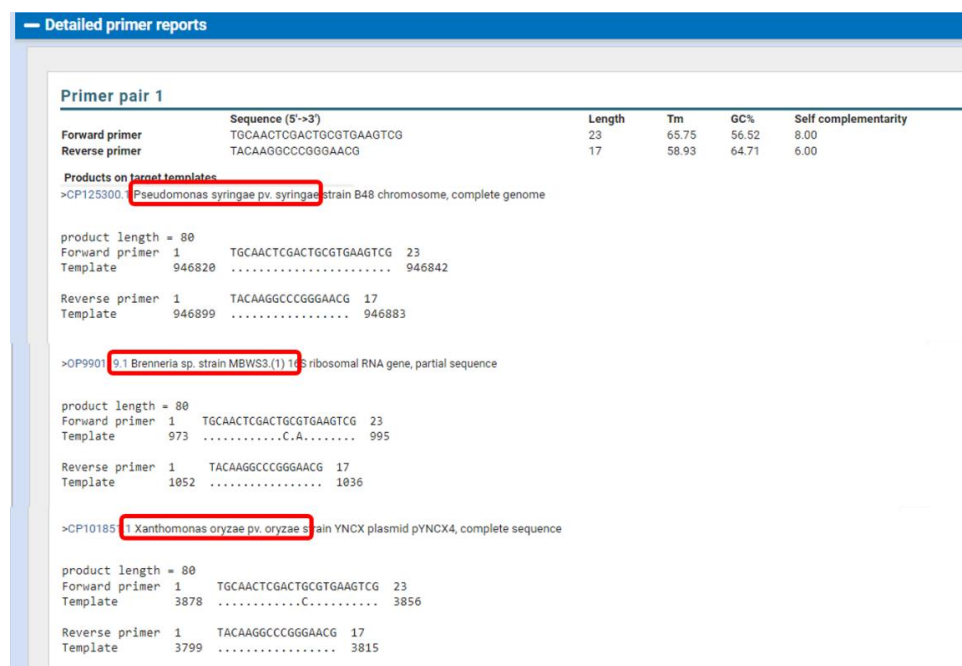 Detailed primer reports
Primer pair 1
Sequence (5'->3') Length Tm GC% Self complementarity
Forward primer TGCAACTCGACTGCGTGAAGTCG 23 65.75 56.52 8.00
Reverse primer TACAAGGCCCGGGAACG 17 58.93 64.71 6.00
Products on target templates
>CP125300.1 Pseudomonas syringae pv. syringae strain B48 chromosome, complete genome
product length = 80
Forward primer 1 TGCAACTCGACTGCGTGAAGTCG 23
Template 946820 ....................... 946842
Reverse primer 1 TACAAGGCCCGGGAACG 17
Template 946899 ................. 946883
9.1 Brenneria sp. strain MBWS3.(1) 16S ribosomal RNA gene, partial sequence
product length = 80
Forward primer 1 TGCAACTCGACTGCGTGAAGTCG 23
Template 973 ............C.A........ 995
Reverse primer 1 TACAAGGCCCGGGAACG 17
Template 1052 ................. 1036
>CP101851.1 Xanthomonas oryzae pv. oryzae strain YNCX plasmid pYNCX4, complete sequence
product length = 80
Forward primer 1 TGCAACTCGACTGCGTGAAGTCG 23
Template 3878 ............C.......... 3856
Reverse primer 1 TACAAGGCCCGGGAACG 17
Template 3799 ................. 3815